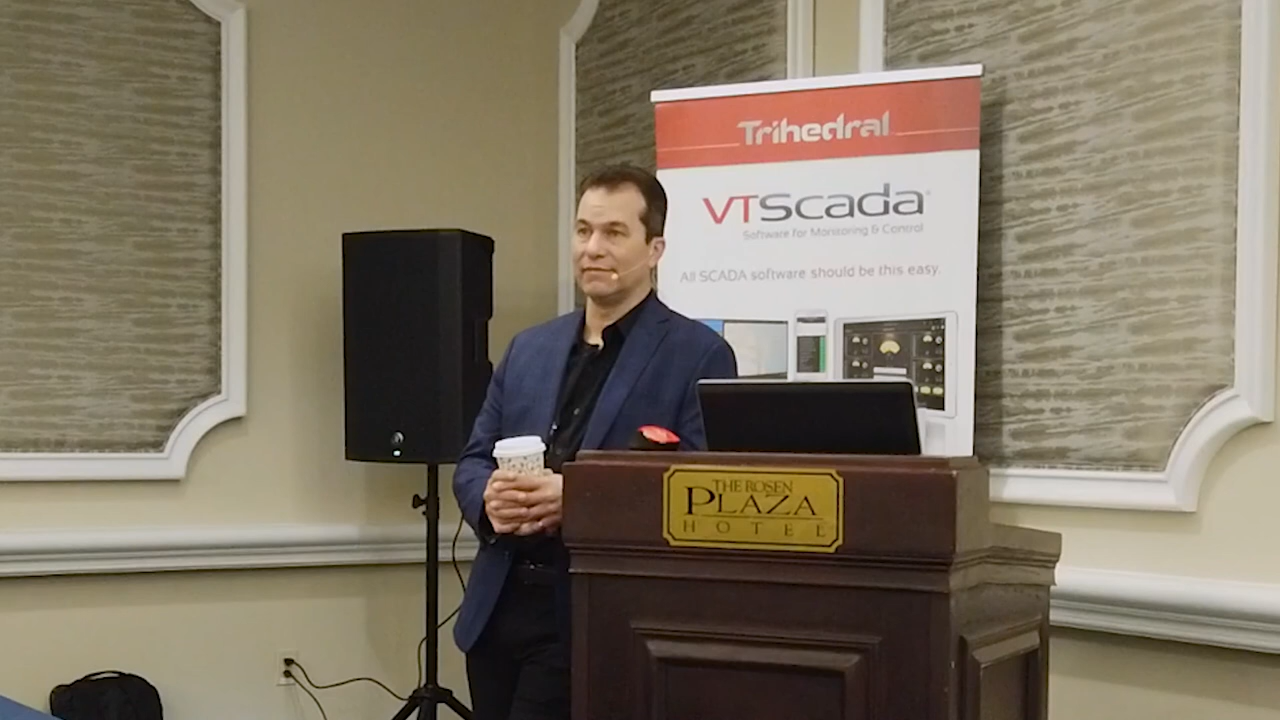 Trihedral
VTScada
Software for Monitoring & Control
All SCADA software should be this easy.
THE ROSEN
PLAZA
HOTEL